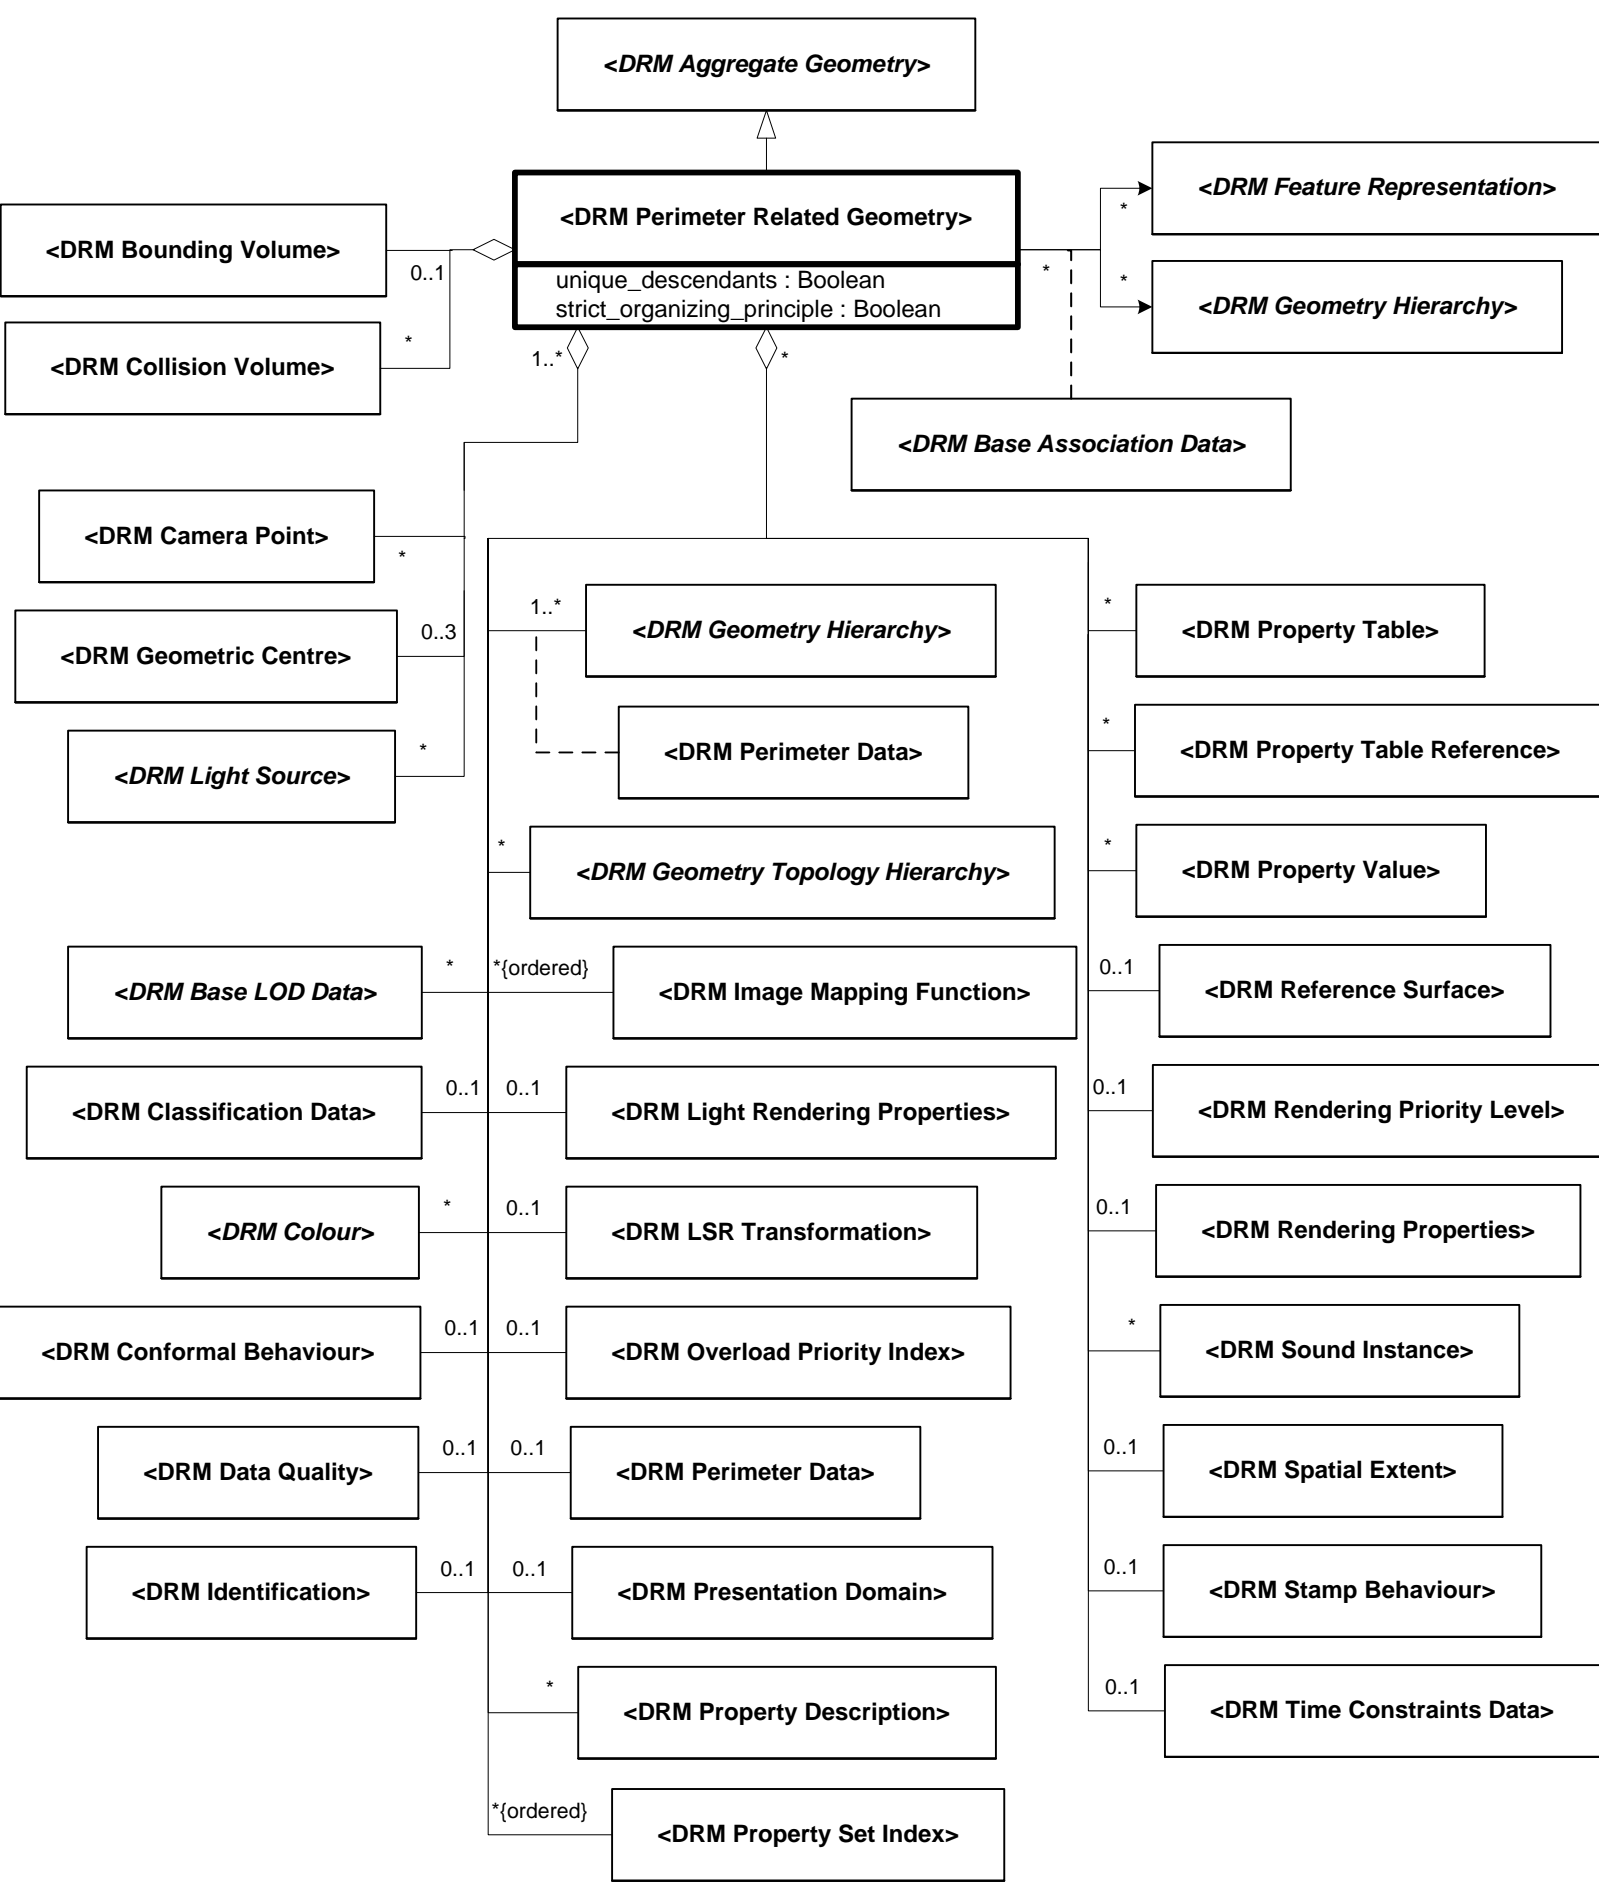 <DRM Aggregate Geometry>
<DRM Perimeter Related Geometry>
unique_descendants : Boolean
strict_organizing_principle : Boolean
<DRM Feature Representation>
*
<DRM Bounding Volume>
0..1
*
*
<DRM Geometry Hierarchy>
<DRM Collision Volume>
*
1..*
*
<DRM Base Association Data>
<DRM Camera Point>
*
<DRM Geometric Centre>
0..3
<DRM Light Source>
*
1..*
<DRM Geometry Hierarchy>
<DRM Perimeter Data>
*
<DRM Geometry Topology Hierarchy>
*
<DRM Property Table>
*
<DRM Property Table Reference>
*
<DRM Property Value>
<DRM Base LOD Data>
*
*{ordered}
<DRM Image Mapping Function>
0..1
<DRM Reference Surface>
<DRM Classification Data>
0..1
0..1
<DRM Light Rendering Properties>
0..1
<DRM Rendering Priority Level>
<DRM Colour>
*
0..1
<DRM LSR Transformation>
0..1
<DRM Rendering Properties>
<DRM Conformal Behaviour>
0..1
0..1
<DRM Overload Priority Index>
*
<DRM Sound Instance>
<DRM Data Quality>
0..1
0..1
<DRM Perimeter Data>
0..1
<DRM Spatial Extent>
<DRM Identification>
0..1
0..1
<DRM Presentation Domain>
0..1
<DRM Stamp Behaviour>
*
<DRM Property Description>
0..1
<DRM Time Constraints Data>
*{ordered}
<DRM Property Set Index>